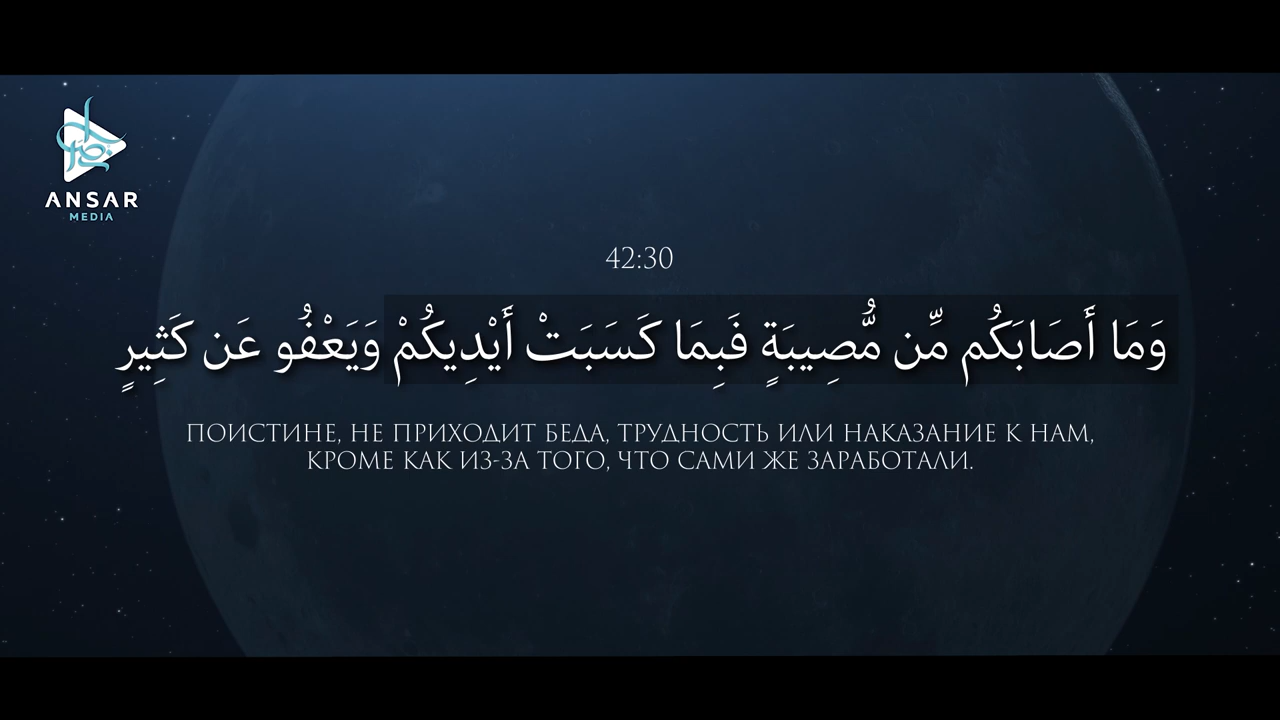 ANSAR
MEDIA
42:30
وَمَا أَصَابَكُم مِّن مُّصِيبَةٍ فَبِمَا كَسَبَتْ أَيْدِيكُمْ وَيَعْفُو عَن كَثِيرٍ
ПОИСТИНЕ, НЕ ПРИХОДИТ БЕДА, ТРУДНОСТЬ ИЛИ НАКАЗАНИЕ К НАМ,
КРОМЕ КАК ИЗ-ЗА ТОГО, ЧТО САМИ ЖЕ ЗАРАБОТАЛИ.